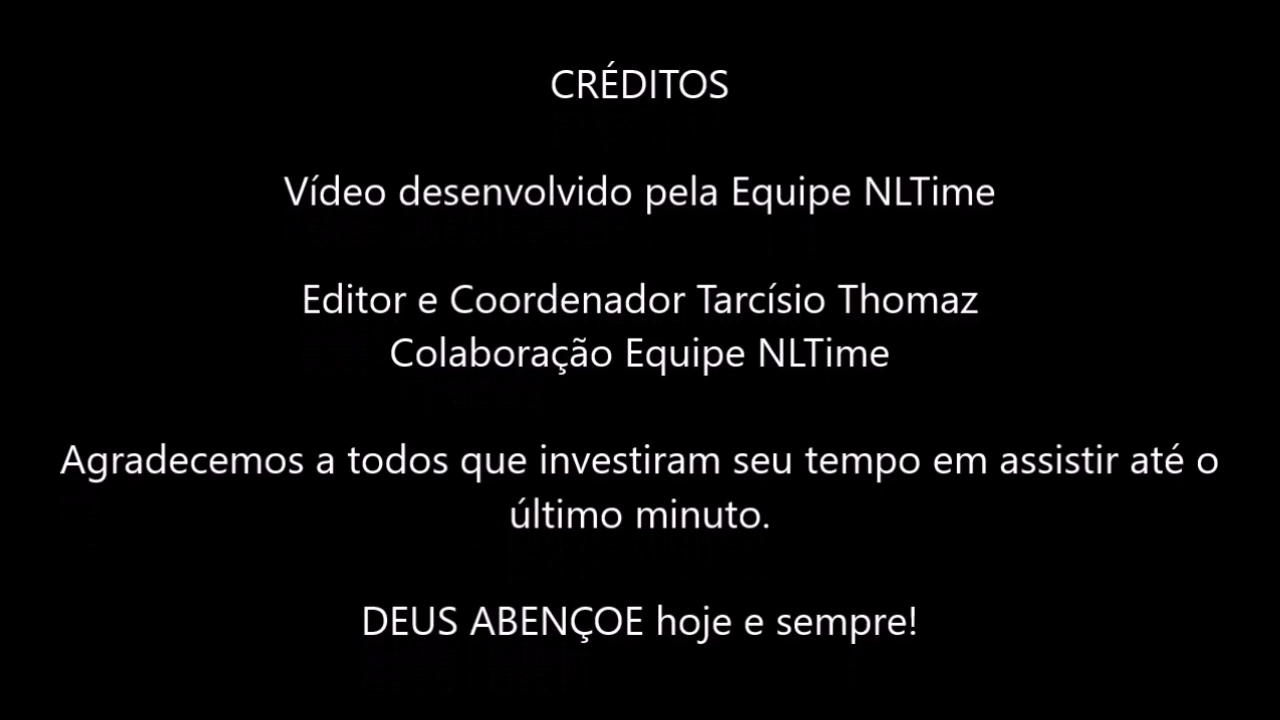 CRÉDITOS
Vídeo desenvolvido pela Equipe NLTime
Editor e Coordenador Tarcísio Thomaz
Colaboração Equipe NLTime
Agradecemos a todos que investiram seu tempo em assistir até o
último minuto.
DEUS ABENÇOE hoje e sempre!